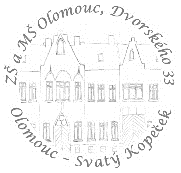 ZŠ a MŠ Olomouc, Dvorského 33
Olomouc - Svatý Kopeček